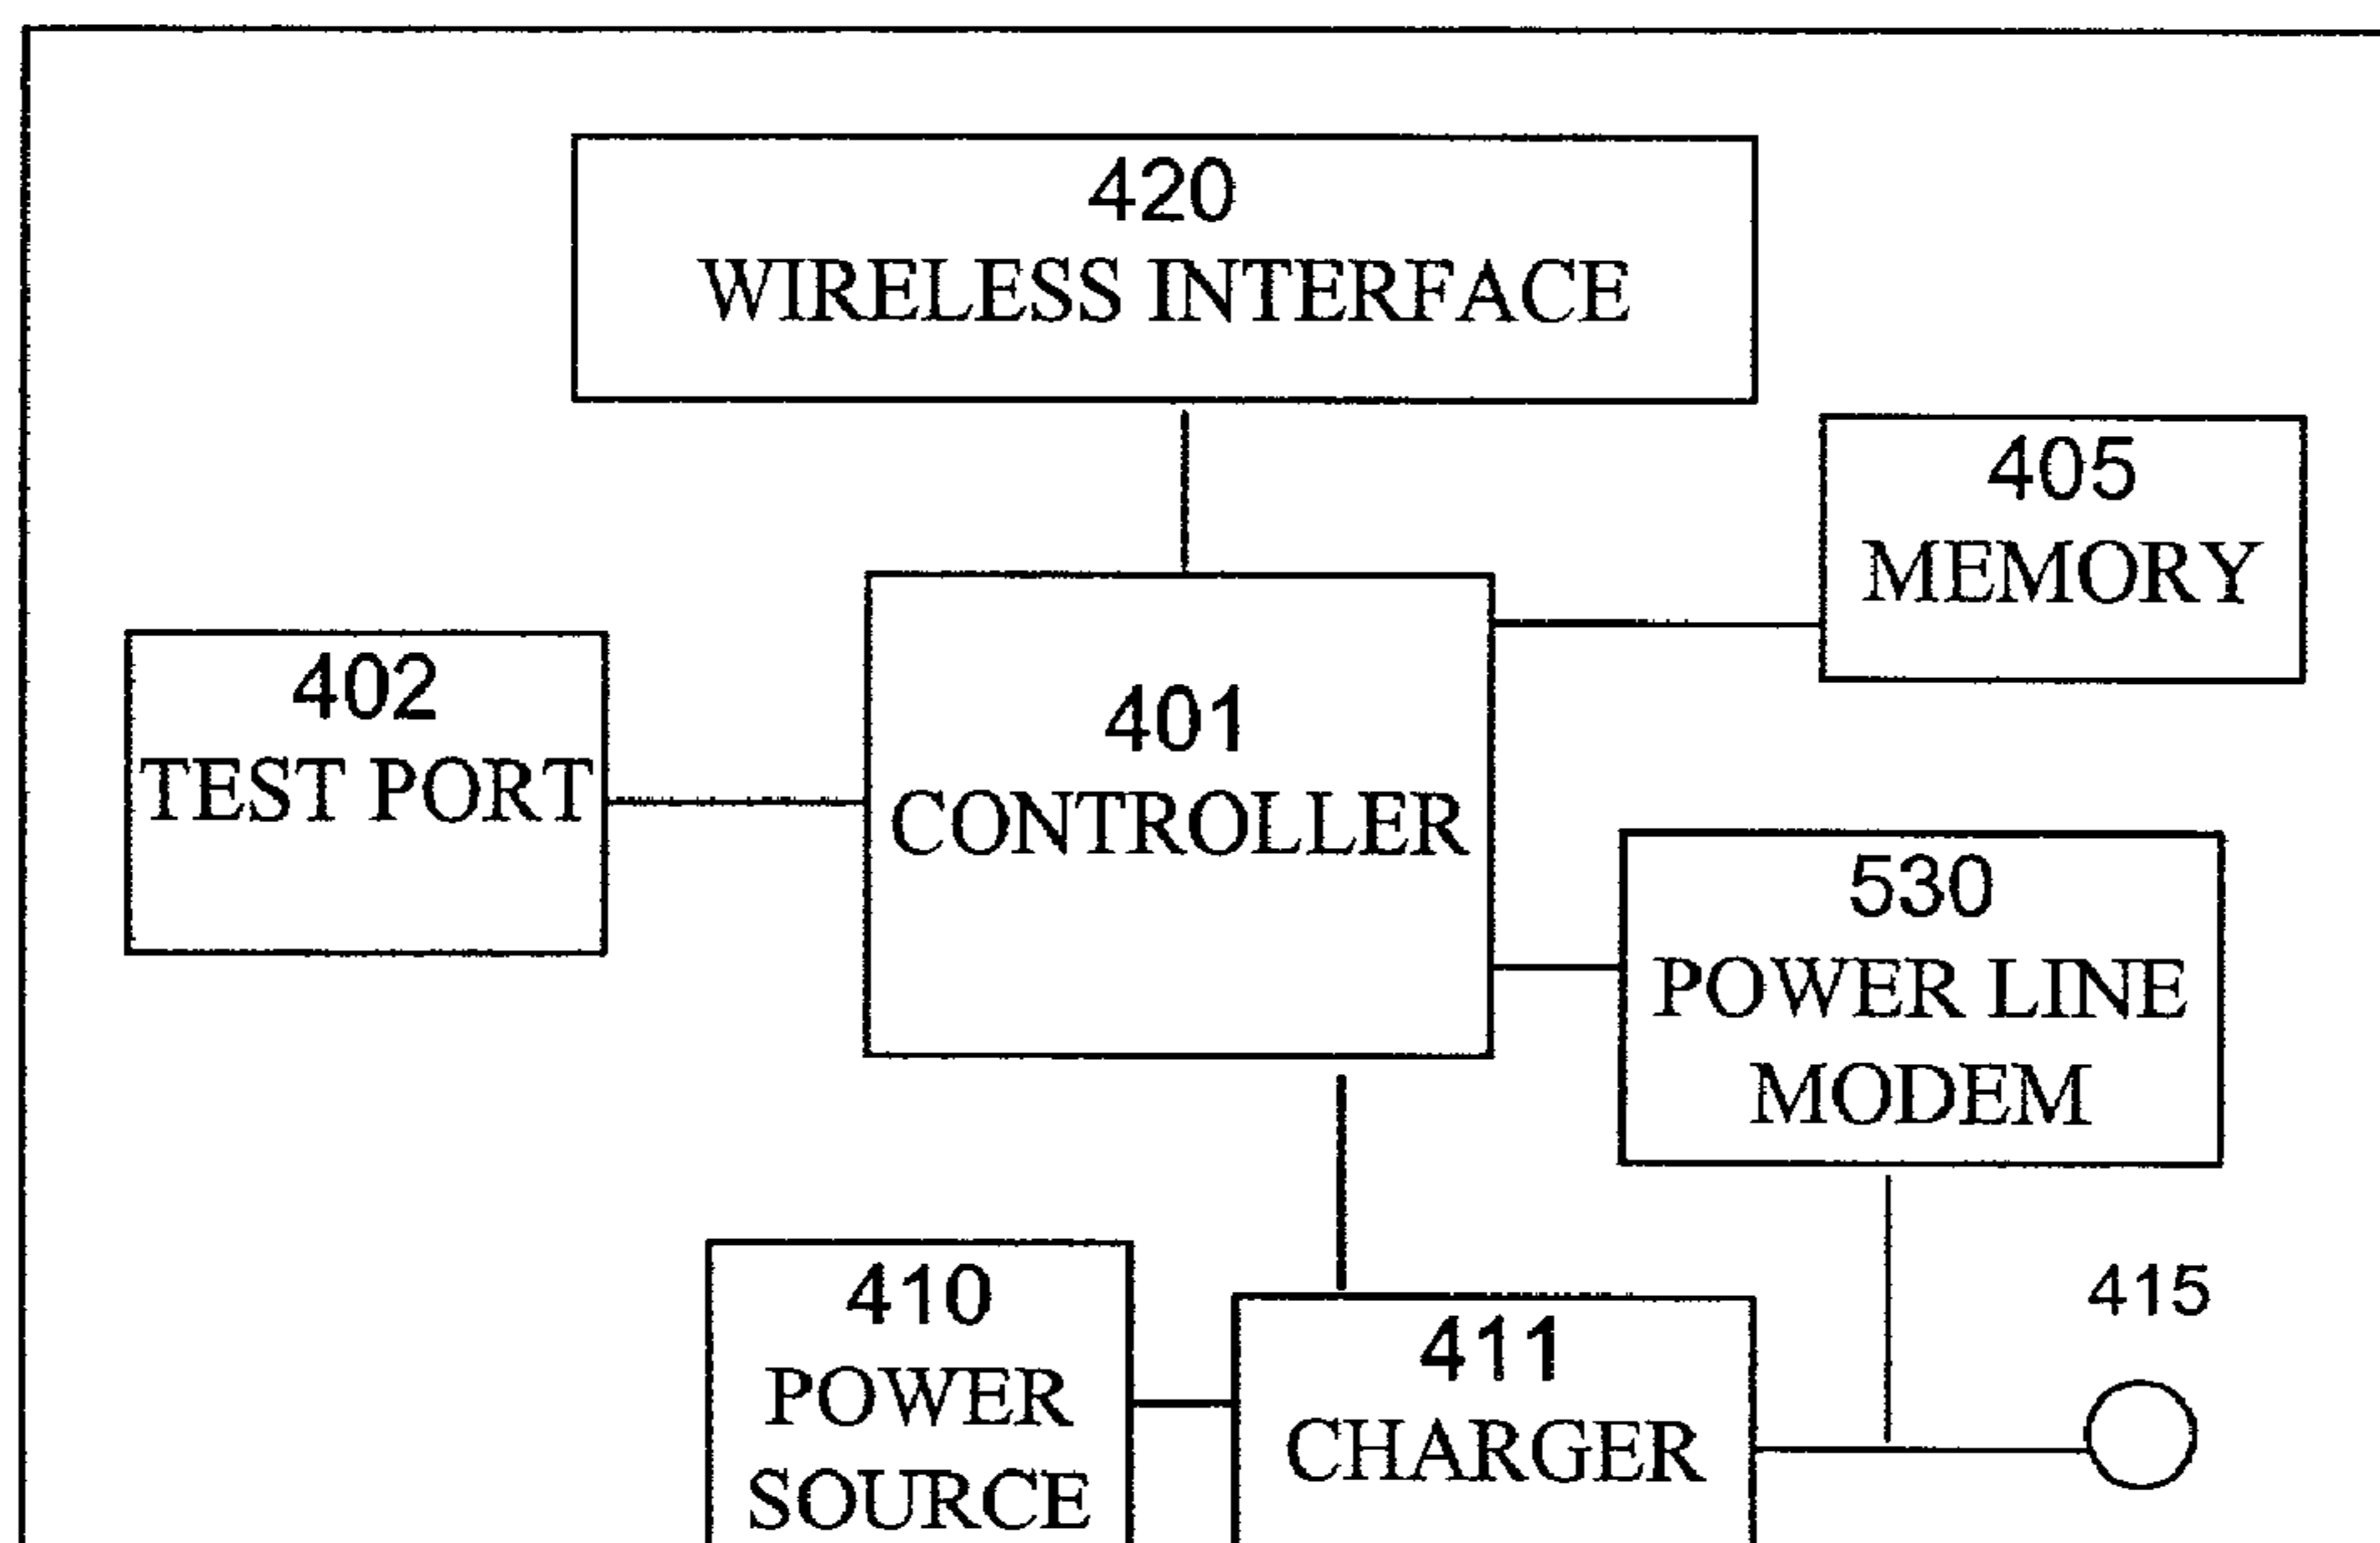 420
WIRELESS INTERFACE
405
MEMORY
402
TEST PORT
401
CONTROLLER
530
POWER LINE
MODEM
410
POWER
SOURCE
411
CHARGER
415